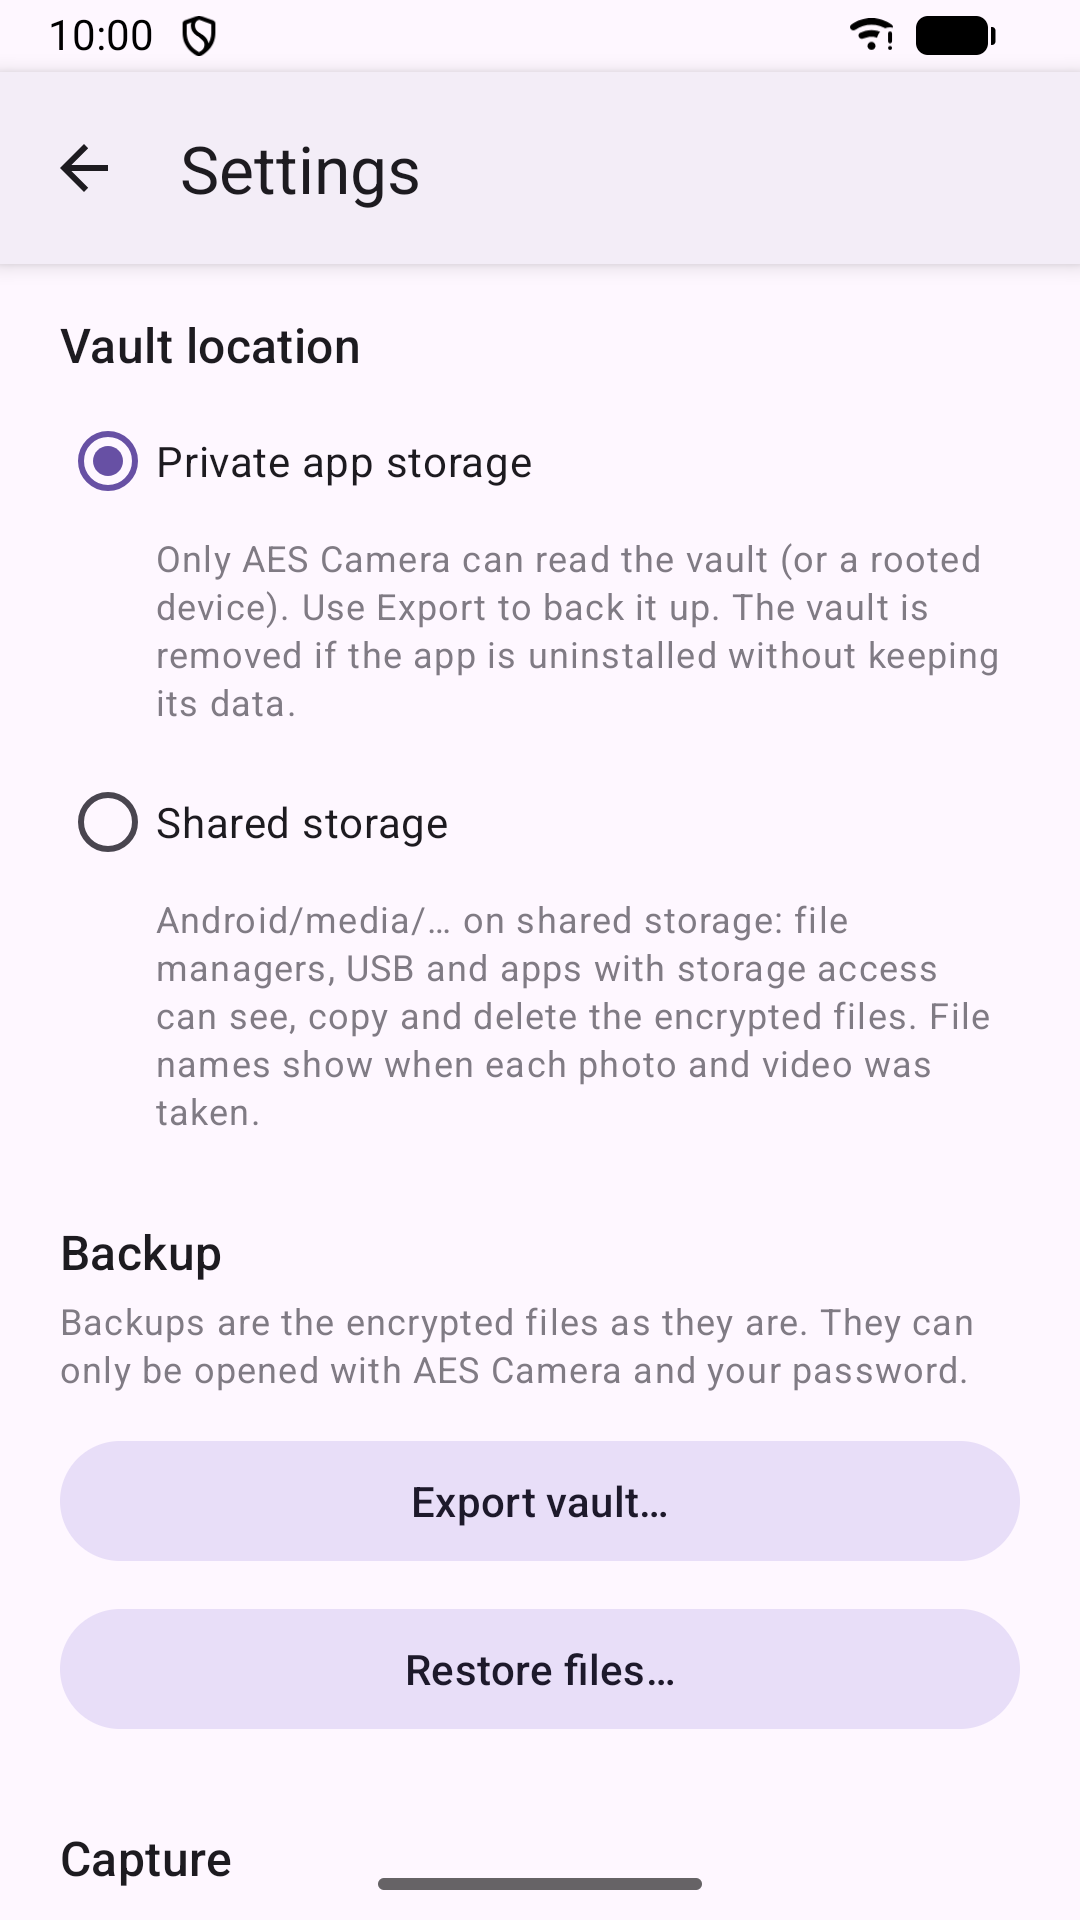 10:00
Settings
Vault location
Private app storage
Only AES Camera can read the vault (or a rooted
device). Use Export to back it up. The vault is
removed if the app is uninstalled without keeping
its data.
Shared storage
Android/media/… on shared storage: file
managers, USB and apps with storage access
can see, copy and delete the encrypted files. File
names show when each photo and video was
taken.
Backup
Backups are the encrypted files as they are. They can
only be opened with AES Camera and your password.
Export vault…
Restore files…
Capture